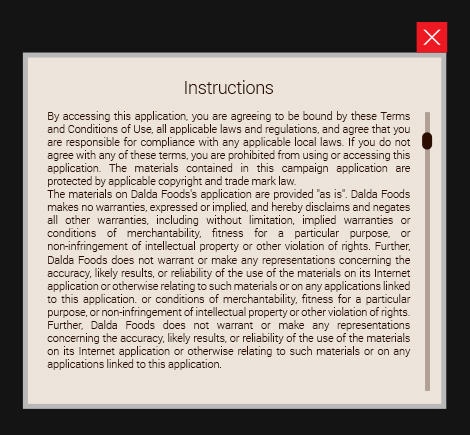 Instructions
By accessing this application, you are agreeing to be bound by these Terms
and Conditions of Use, all applicable laws and regulations, and agree that you
are responsible for compliance with any applicable local laws. If you do not
agree with any of these terms, you are prohibited from using or accessing this
application. The materials contained in this campaign application are
protected by applicable copyright and trade mark law.
The materials on Dalda Foods's application are provided "as is". Dalda Foods
makes no warranties, expressed or implied, and hereby disclaims and negates
all other warranties, including without limitation, implied warranties or
conditions of merchantability, fitness for a particular purpose, or
non-infringement of intellectual property or other violation of rights. Further,
Dalda Foods does not warrant or make any representations concerning the
accuracy, likely results, or reliability of the use of the materials on its Internet
application or otherwise relating to such materials or on any applications linked
to this application. or conditions of merchantability, fitness for a particular
purpose, or non-infringement of intellectual property or other violation of rights.
Further, Dalda Foods does not warrant or make any representations
concerning the accuracy, likely results, or reliability of the use of the materials
on its Internet application or otherwise relating to such materials or on any
applications linked to this application.